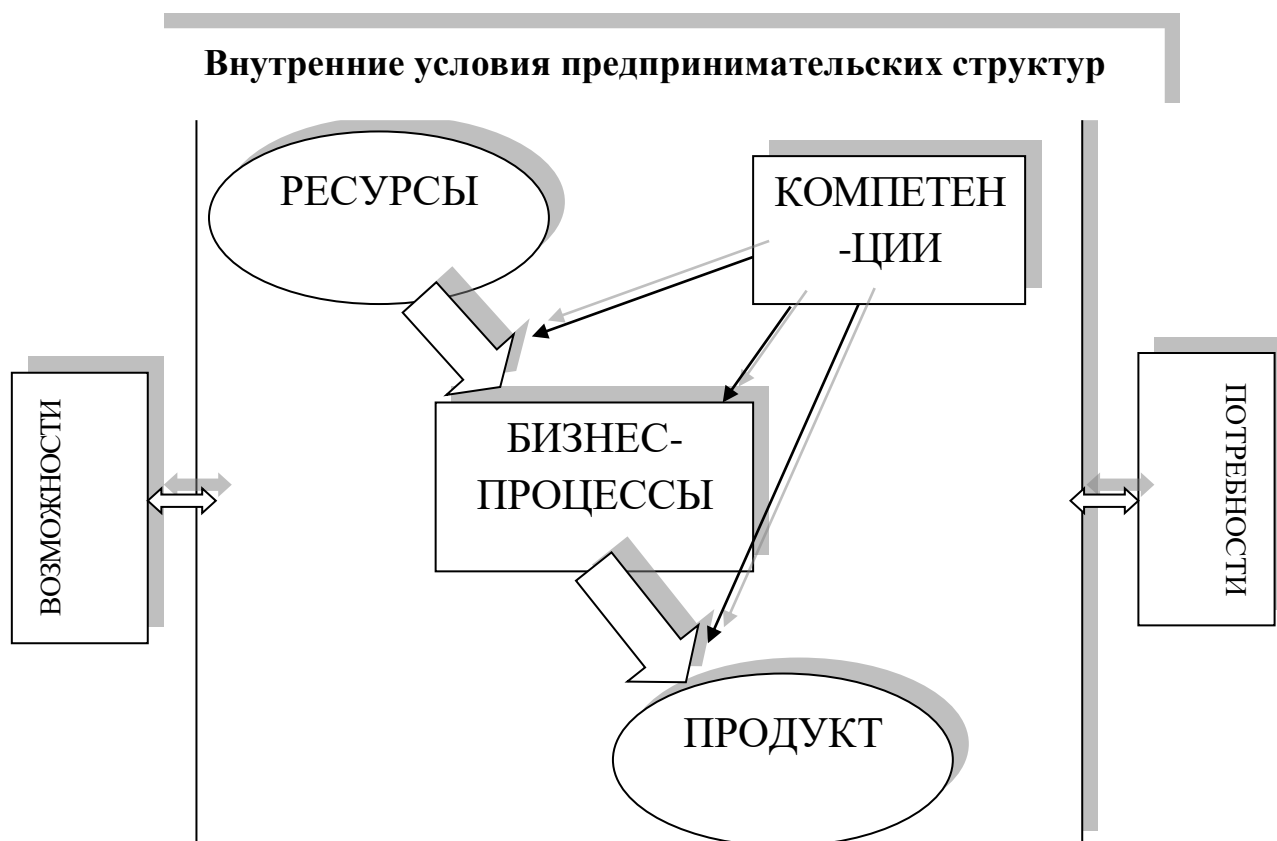 Внутренние условия предпринимательских структур
РЕСУРСЫ
КОМПЕТЕН
-ЦИИ
ВОЗМОЖНОСТИ
БИЗНЕС-
ПРОЦЕССЫ
ПОТРЕБНОСТИ
ПРОДУКТ